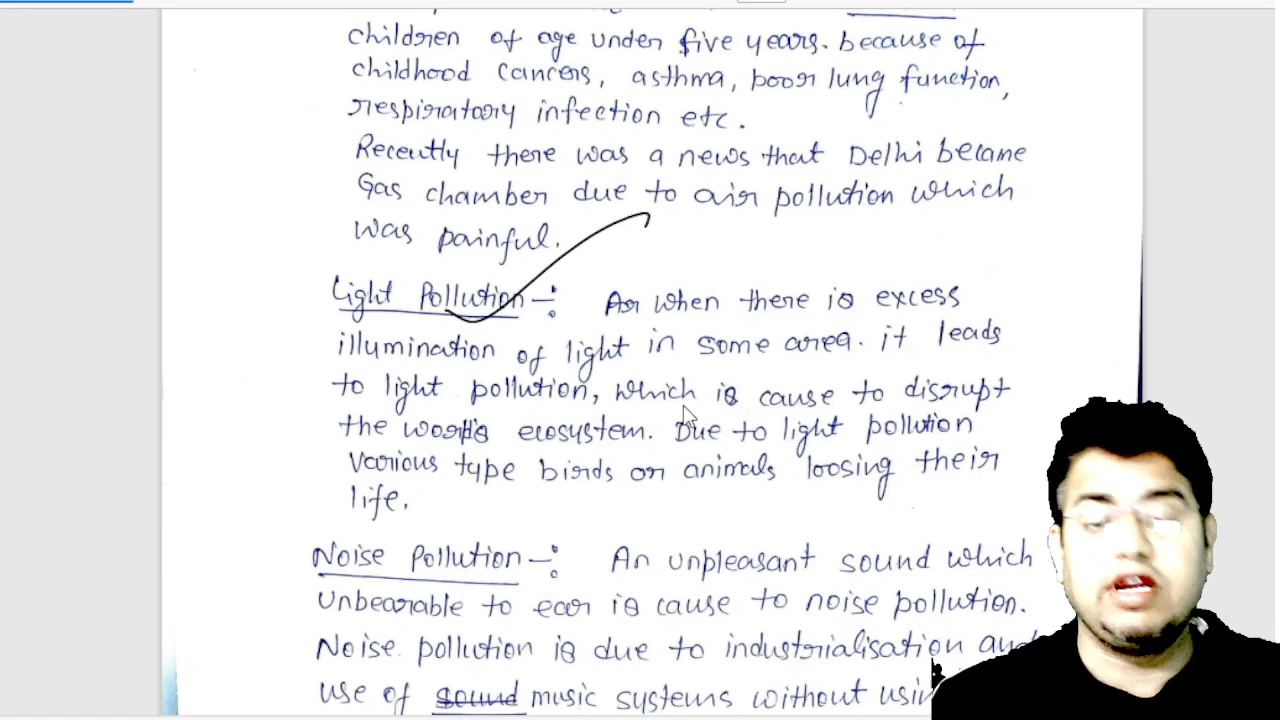 children of age under five years. because of
childhood cancers, asthma, poor lung function,
respiratory infection etc.
Recently there was a news that Delhi became
Gas chamber due to air pollution which
was painful.
Light Pollution -: As when there is excess
illumination of light in some area. it leads
to light pollution, which is cause to disrupt
the ecosystem. Due to light pollution
various type birds or animals loosing their
life.
Noise Pollution -: An unpleasant sound which
unbearable to ear is cause to noise pollution.
Noise pollution is due to industrialisation and
use of sound music systems without